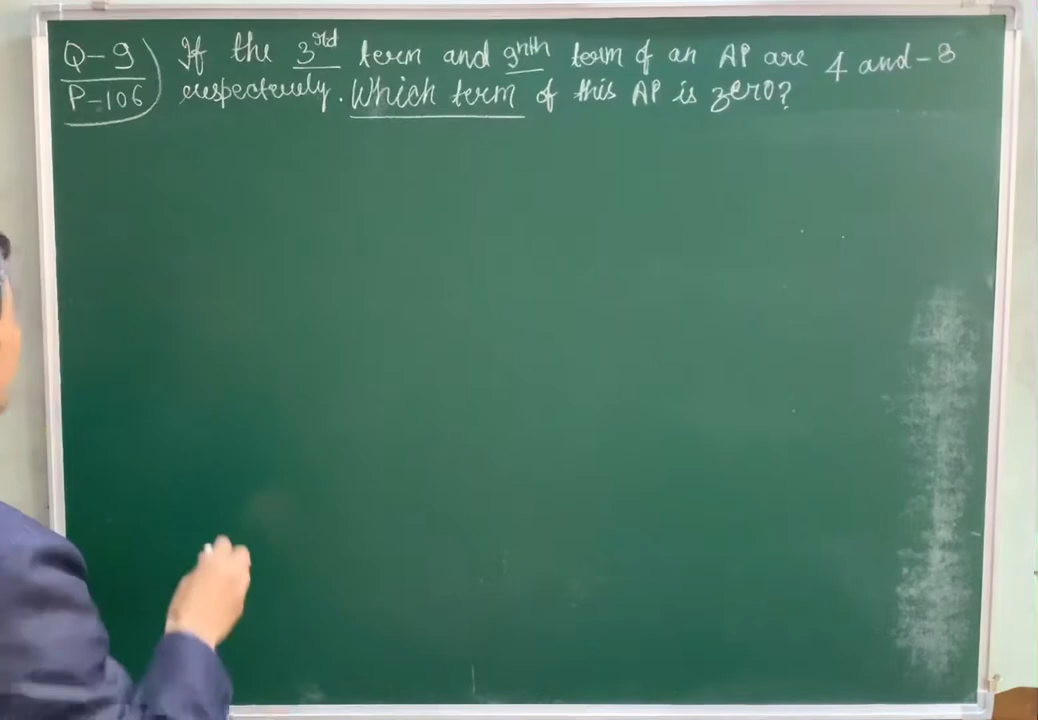 Q-9 If the 3rd term and 9nth term of an AP are 4 and -8
P-106 respectively. Which term of this AP is zero?